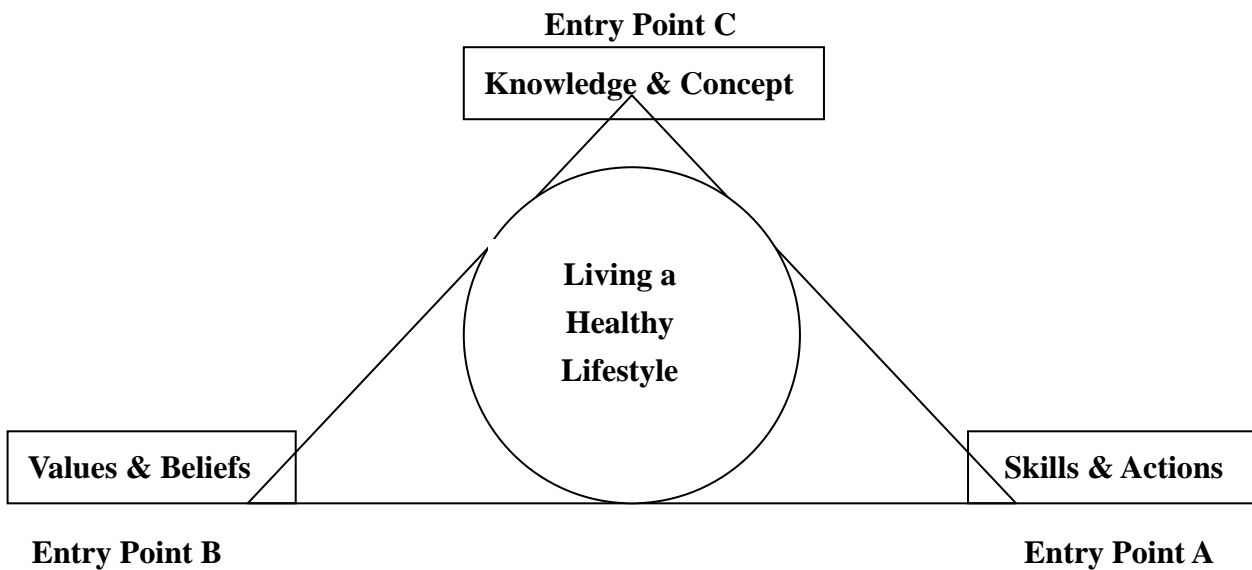 Entry Point C
Knowledge & Concept
Living a
Healthy
Lifestyle
Values & Beliefs
Skills & Actions
Entry Point B
Entry Point A